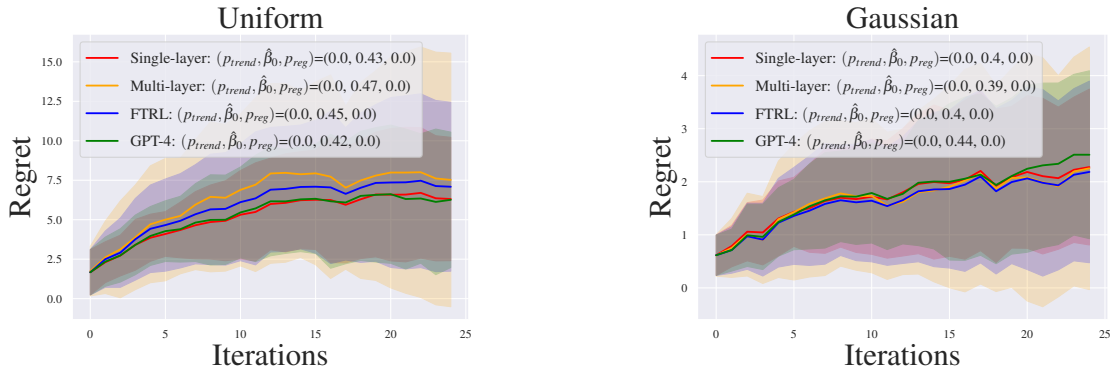 Uniform
Regret
15.0
12.5
10.0
7.5
5.0
2.5
0.0
Single-layer: (p_trend, β̂_0, p_reg)=(0.0, 0.43, 0.0)
Multi-layer: (p_trend, β̂_0, p_reg)=(0.0, 0.47, 0.0)
FTRL: (p_trend, β̂_0, p_reg)=(0.0, 0.45, 0.0)
GPT-4: (p_trend, β̂_0, p_reg)=(0.0, 0.42, 0.0)
0 5 10 15 20 25
Iterations
Gaussian
Regret
4
3
2
1
0
Single-layer: (p_trend, β̂_0, p_reg)=(0.0, 0.4, 0.0)
Multi-layer: (p_trend, β̂_0, p_reg)=(0.0, 0.39, 0.0)
FTRL: (p_trend, β̂_0, p_reg)=(0.0, 0.4, 0.0)
GPT-4: (p_trend, β̂_0, p_reg)=(0.0, 0.44, 0.0)
0 5 10 15 20 25
Iterations